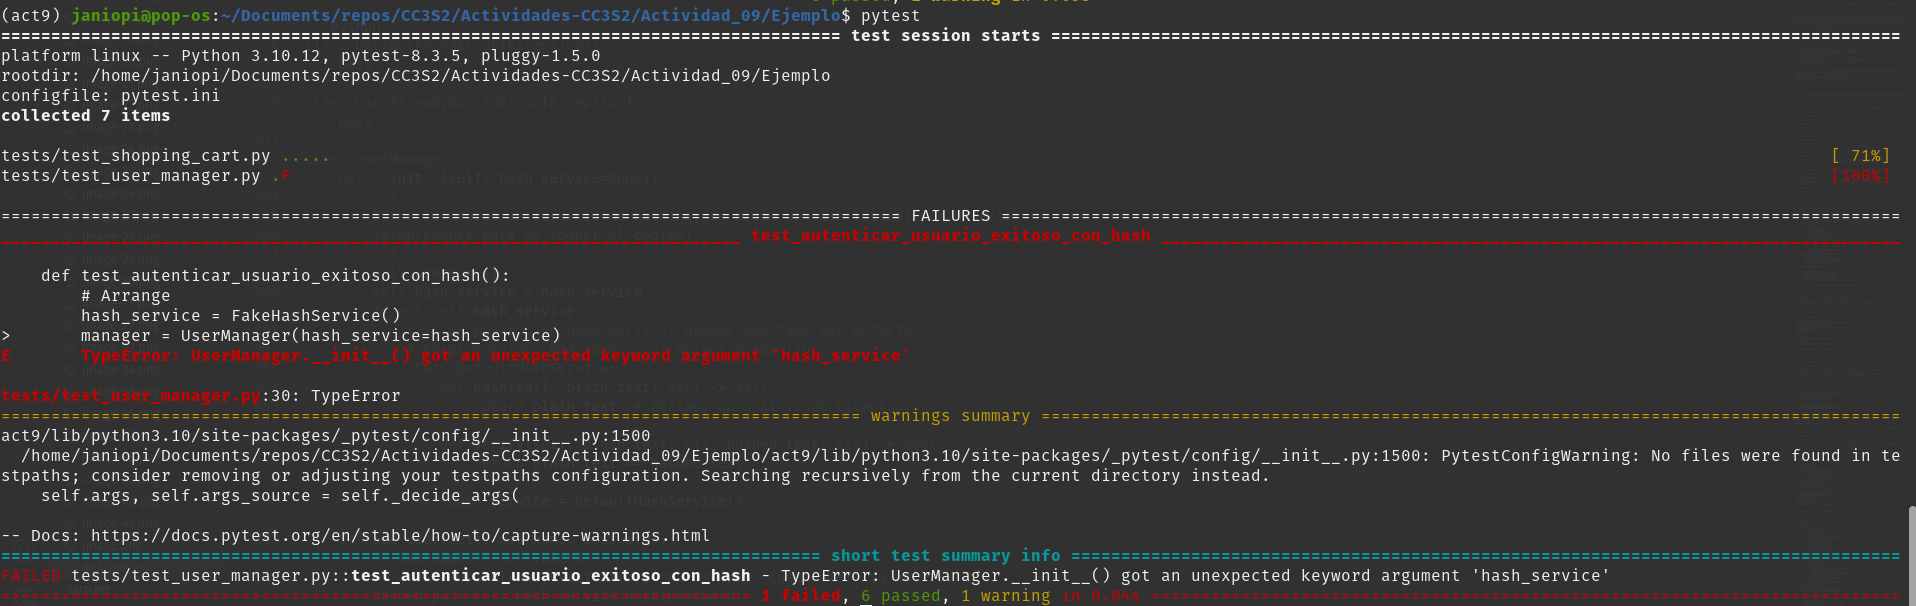 (act9) janiopi@pop-os:~/Documents/repos/CC3S2/Actividades-CC3S2/Actividad_09/Ejemplo$ pytest
==================================================================================== test session starts =====================================================================================
platform linux -- Python 3.10.12, pytest-8.3.5, pluggy-1.5.0
rootdir: /home/janiopi/Documents/repos/CC3S2/Actividades-CC3S2/Actividad_09/Ejemplo
configfile: pytest.ini
collected 7 items
tests/test_shopping_cart.py ..... [ 71%]
tests/test_user_manager.py .F [100%]
========================================================================================== FAILURES ==========================================================================================
__________________________________________________________________________ test_autenticar_usuario_exitoso_con_hash __________________________________________________________________________
    def test_autenticar_usuario_exitoso_con_hash():
        # Arrange
        hash_service = FakeHashService()
>       manager = UserManager(hash_service=hash_service)
E       TypeError: UserManager.__init__() got an unexpected keyword argument 'hash_service'
tests/test_user_manager.py:30: TypeError
====================================================================================== warnings summary ======================================================================================
act9/lib/python3.10/site-packages/_pytest/config/__init__.py:1500
  /home/janiopi/Documents/repos/CC3S2/Actividades-CC3S2/Actividad_09/Ejemplo/act9/lib/python3.10/site-packages/_pytest/config/__init__.py:1500: PytestConfigWarning: No files were found in te
stpaths; consider removing or adjusting your testpaths configuration. Searching recursively from the current directory instead.
    self.args, self.args_source = self._decide_args(
-- Docs: https://docs.pytest.org/en/stable/how-to/capture-warnings.html
================================================================================== short test summary info ===================================================================================
FAILED tests/test_user_manager.py::test_autenticar_usuario_exitoso_con_hash - TypeError: UserManager.__init__() got an unexpected keyword argument 'hash_service'
=========================================================================== 1 failed, 6 passed, 1 warning in 0.04s ===========================================================================